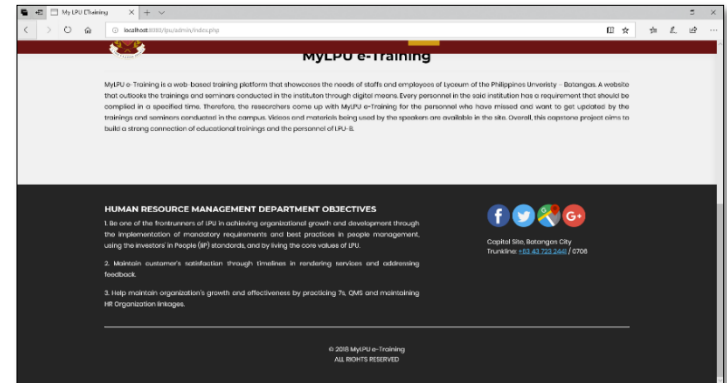 My LPU E-Training
localhost:8080/lpu/admin/index.php
MyLPU e-Training
MyLPU e-Training is a web-based training platform that showcases the needs of staffs and employees of Lyceum of the Philippines Unveristy - Batangas. A website
that outlooks the trainings and seminars conducted in the institution through digital means. Every personnel in the said institution has a requirement that should be
complied in a specified time. Therefore, the researchers come up with MyLPU e-Training for the personnel who have missed and want to get updated by the
trainings and seminars conducted in the campus. Videos and materials being used by the speakers are available in the site. Overall, this capstone project aims to
build a strong connection of educational trainings and the personnel of LPU-B.
HUMAN RESOURCE MANAGEMENT DEPARTMENT OBJECTIVES
1. Be one of the frontrunners of LPU in achieving organizational growth and development through
the implementation of mandatory requirements and best practices in people management,
using the investors' in People (IIP) standards, and by living the core values of LPU.
2. Maintain customer's satisfaction through timelines in rendering services and addressing
feedback.
3. Help maintain organization's growth and effectiveness by practicing 7s, QMS and maintaining
HR Organization linkages.
Capitol Site, Batangas City
Trunkline: +63 43 723 2441 / 0706
© 2018 MyLPU e-Training
ALL RIGHTS RESERVED